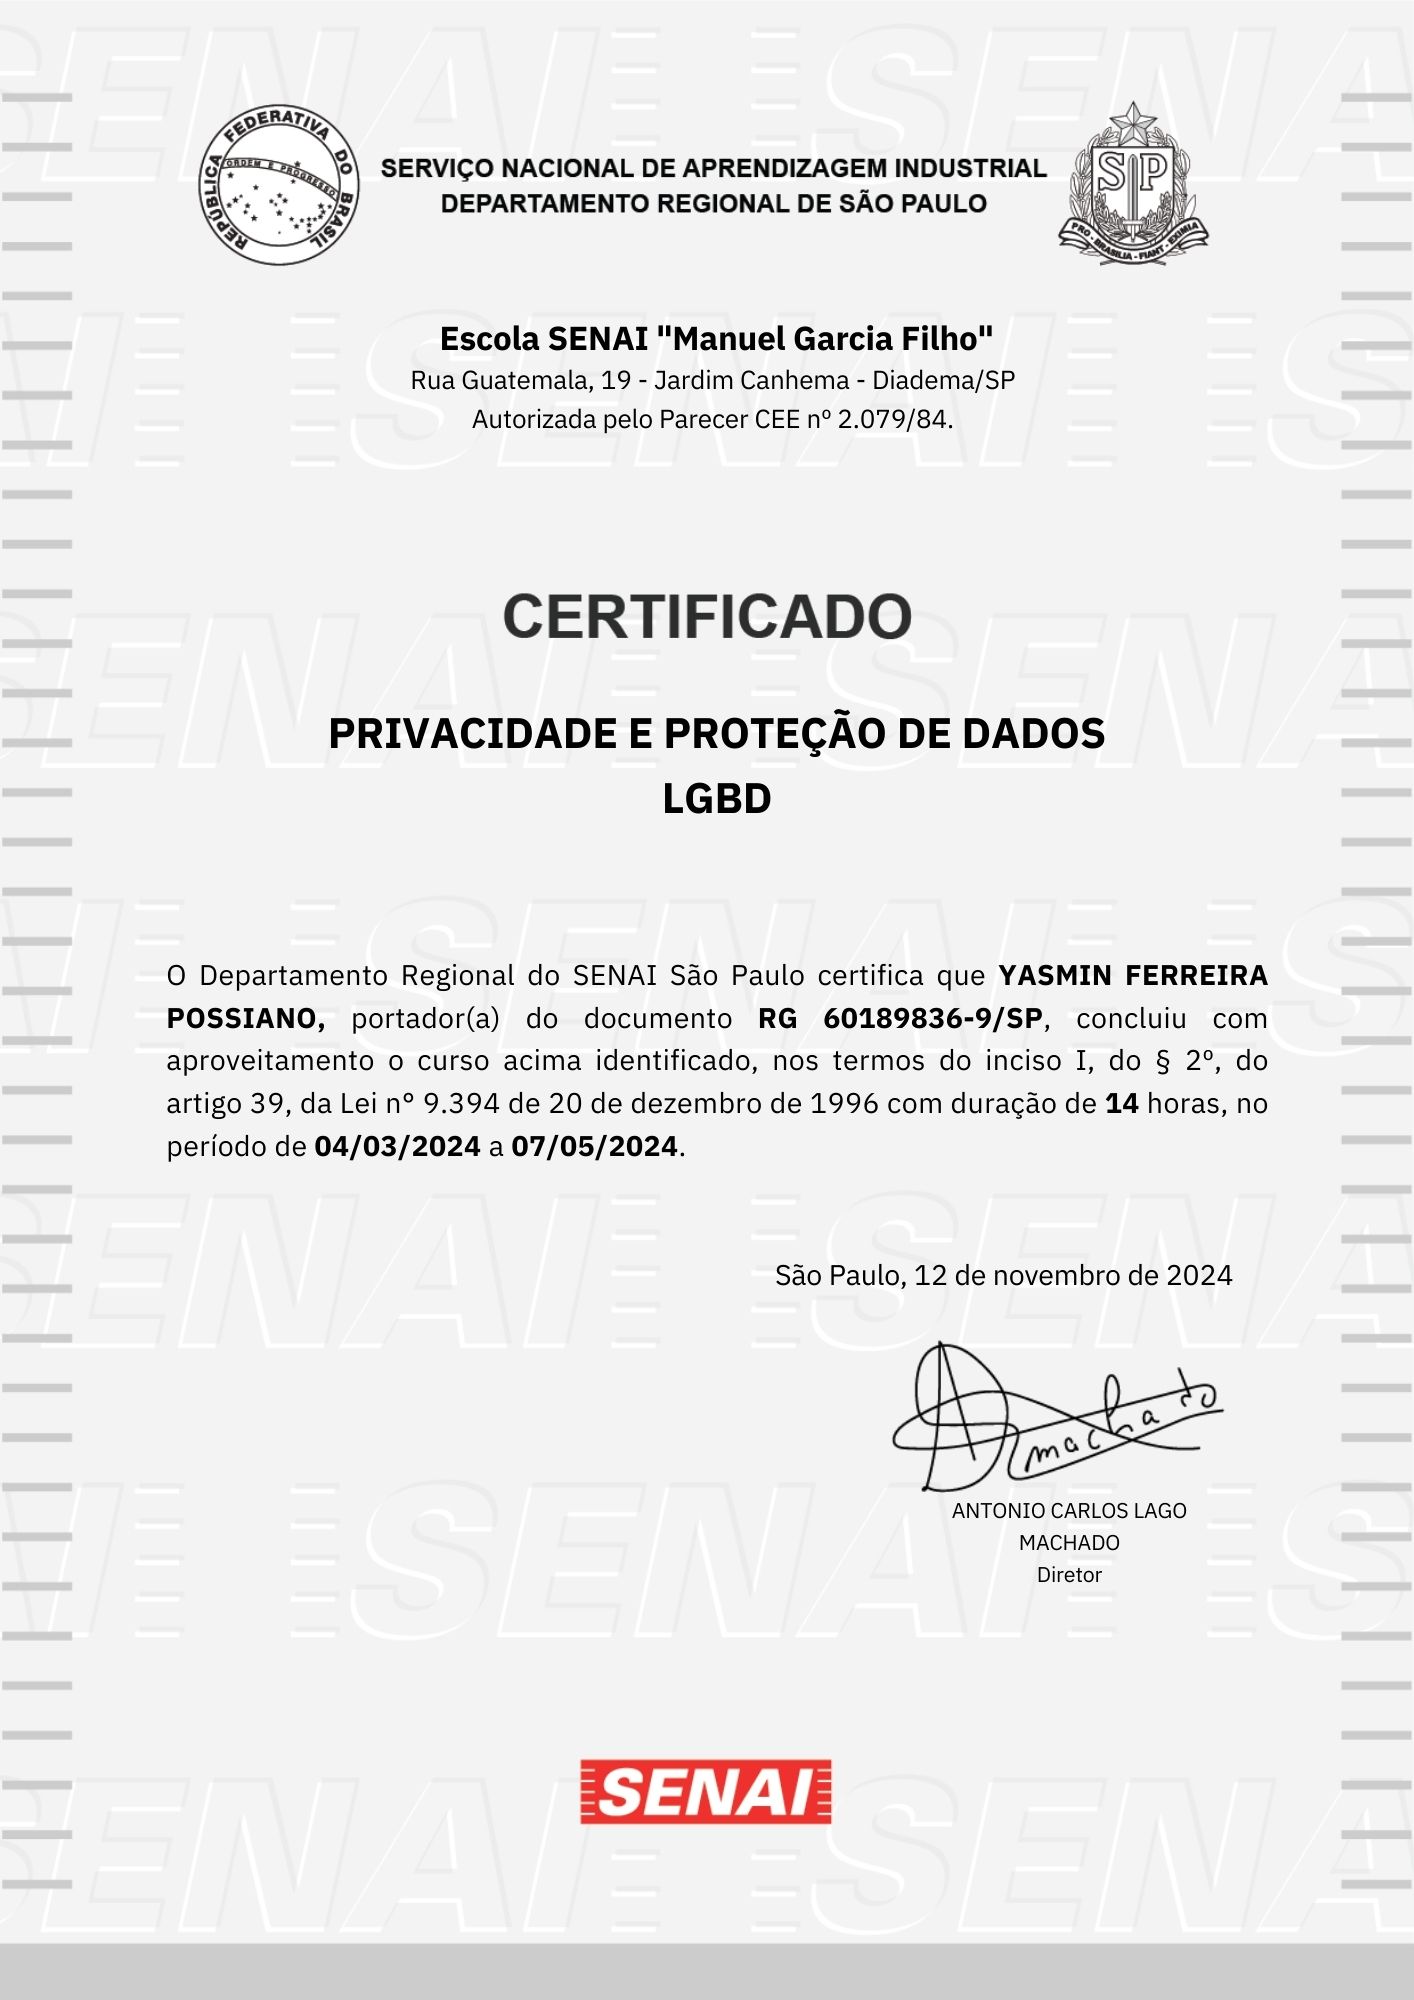 REPÚBLICA FEDERATIVA DO BRASIL
ORDEM E PROGRESSO
SERVIÇO NACIONAL DE APRENDIZAGEM INDUSTRIAL
DEPARTAMENTO REGIONAL DE SÃO PAULO
SP
PRO - BRASILIA - FIANT - EXIMIA
Escola SENAI "Manuel Garcia Filho"
Rua Guatemala, 19 - Jardim Canhema - Diadema/SP
Autorizada pelo Parecer CEE nº 2.079/84.
CERTIFICADO
PRIVACIDADE E PROTEÇÃO DE DADOS
LGBD
O Departamento Regional do SENAI São Paulo certifica que YASMIN FERREIRA
POSSIANO, portador(a) do documento RG 60189836-9/SP, concluiu com
aproveitamento o curso acima identificado, nos termos do inciso I, do § 2º, do
artigo 39, da Lei n° 9.394 de 20 de dezembro de 1996 com duração de 14 horas, no
período de 04/03/2024 a 07/05/2024.
São Paulo, 12 de novembro de 2024
machado
ANTONIO CARLOS LAGO
MACHADO
Diretor
SENAI